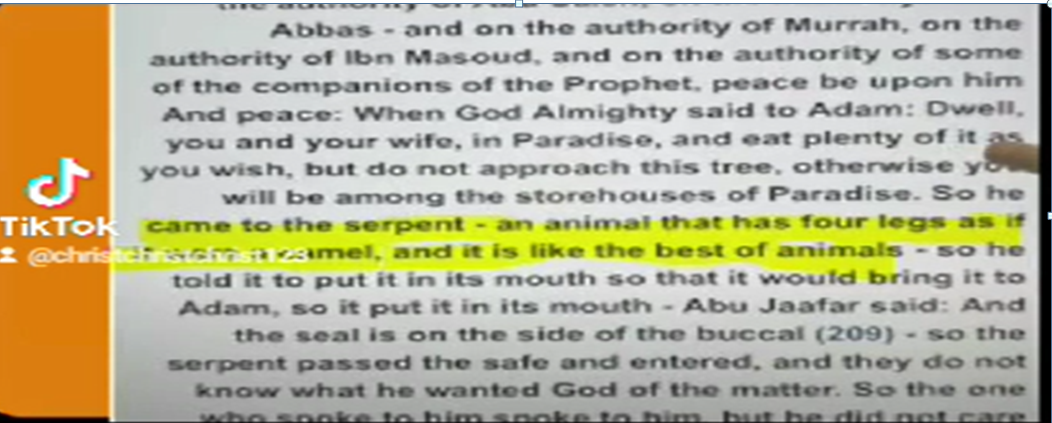 Abbas - and on the authority of Murrah, on the
authority of Ibn Masoud, and on the authority of some
of the companions of the Prophet, peace be upon him
And peace: When God Almighty said to Adam: Dwell,
you and your wife, in Paradise, and eat plenty of it as
you wish, but do not approach this tree, otherwise you
will be among the storehouses of Paradise. So he
came to the serpent - an animal that has four legs as if
camel, and it is like the best of animals - so he
told it to put it in its mouth so that it would bring it to
Adam, so it put it in its mouth - Abu Jaafar said: And
the seal is on the side of the buccal (209) - so the
serpent passed the safe and entered, and they do not
know what he wanted God of the matter. So the one
who spoke to him spoke to him, but he did not care
TikTok
@christchristchrist123